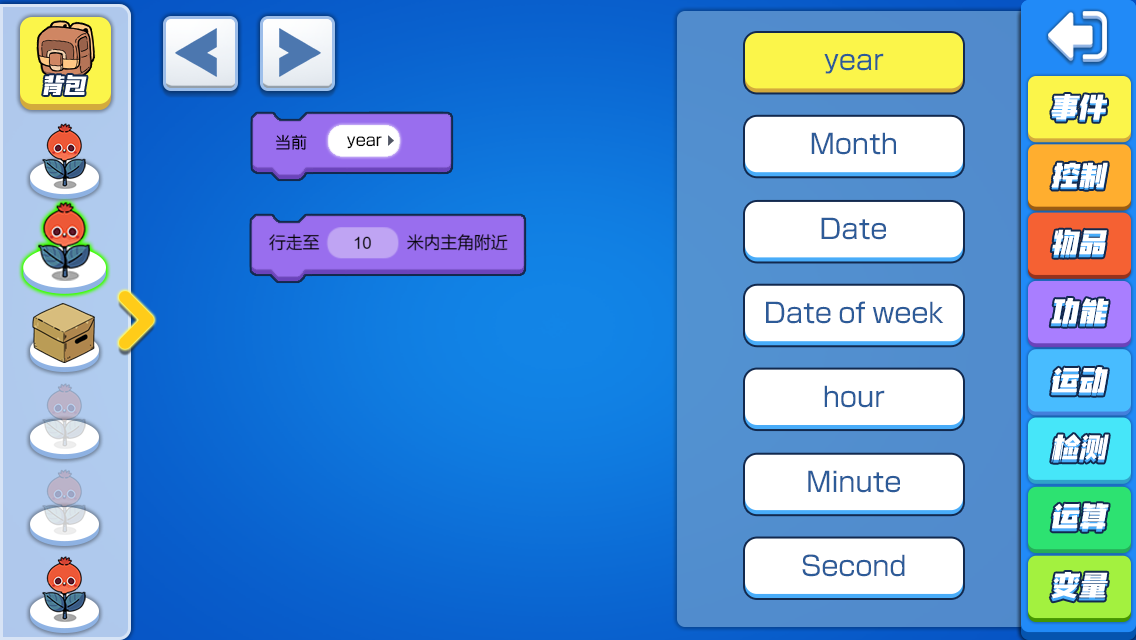 背包
当前 year
行走至 10 米内主角附近
year
Month
Date
Date of week
hour
Minute
Second
事件
控制
物品
功能
运动
检测
运算
变量